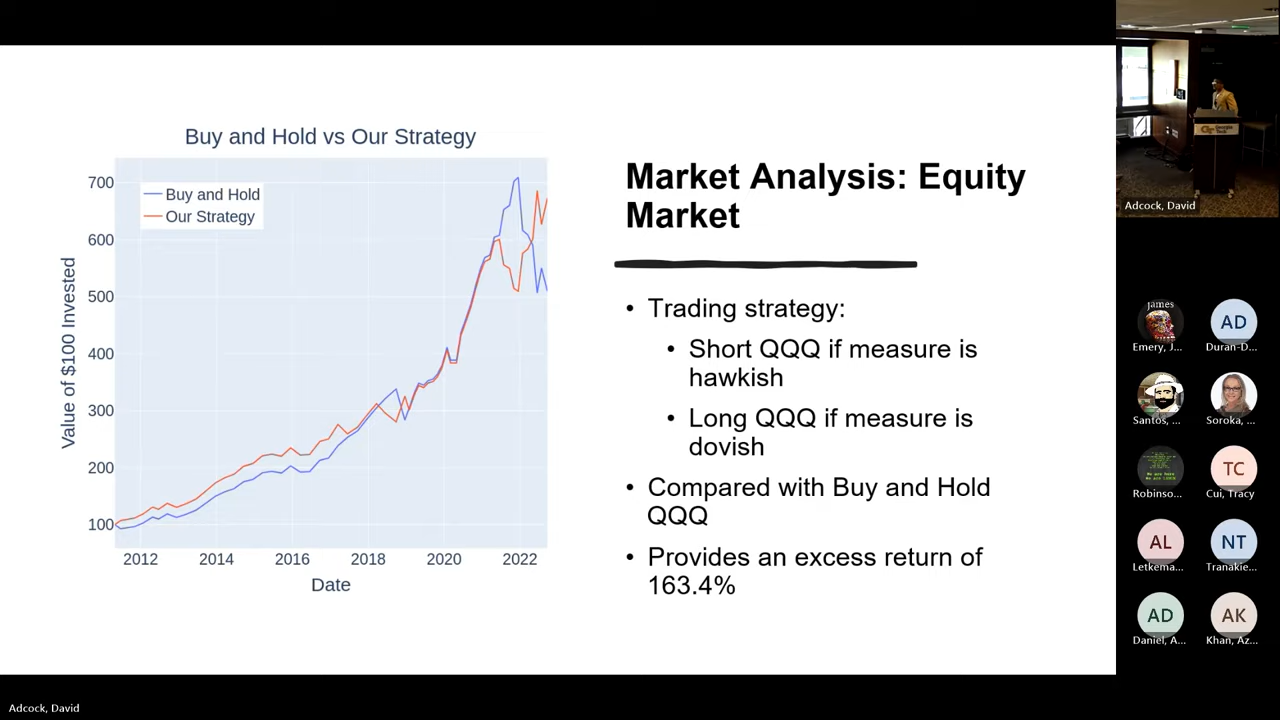 Buy and Hold vs Our Strategy
700
600
500
400
300
200
100
Value of $100 Invested
Buy and Hold
Our Strategy
2012
2014
2016
2018
2020
2022
Date
Market Analysis: Equity
Market
• Trading strategy:
• Short QQQ if measure is
hawkish
• Long QQQ if measure is
dovish
• Compared with Buy and Hold
QQQ
• Provides an excess return of
163.4%
GT Georgia
Tech
Adcock, David
James
Emery, J...
AD
Duran-D...
Santos, ...
Soroka, ...
Robinso...
TC
Cui, Tracy
AL
Letkema...
NT
Tranakie...
AD
Daniel, A...
AK
Khan, Az...
Adcock, David